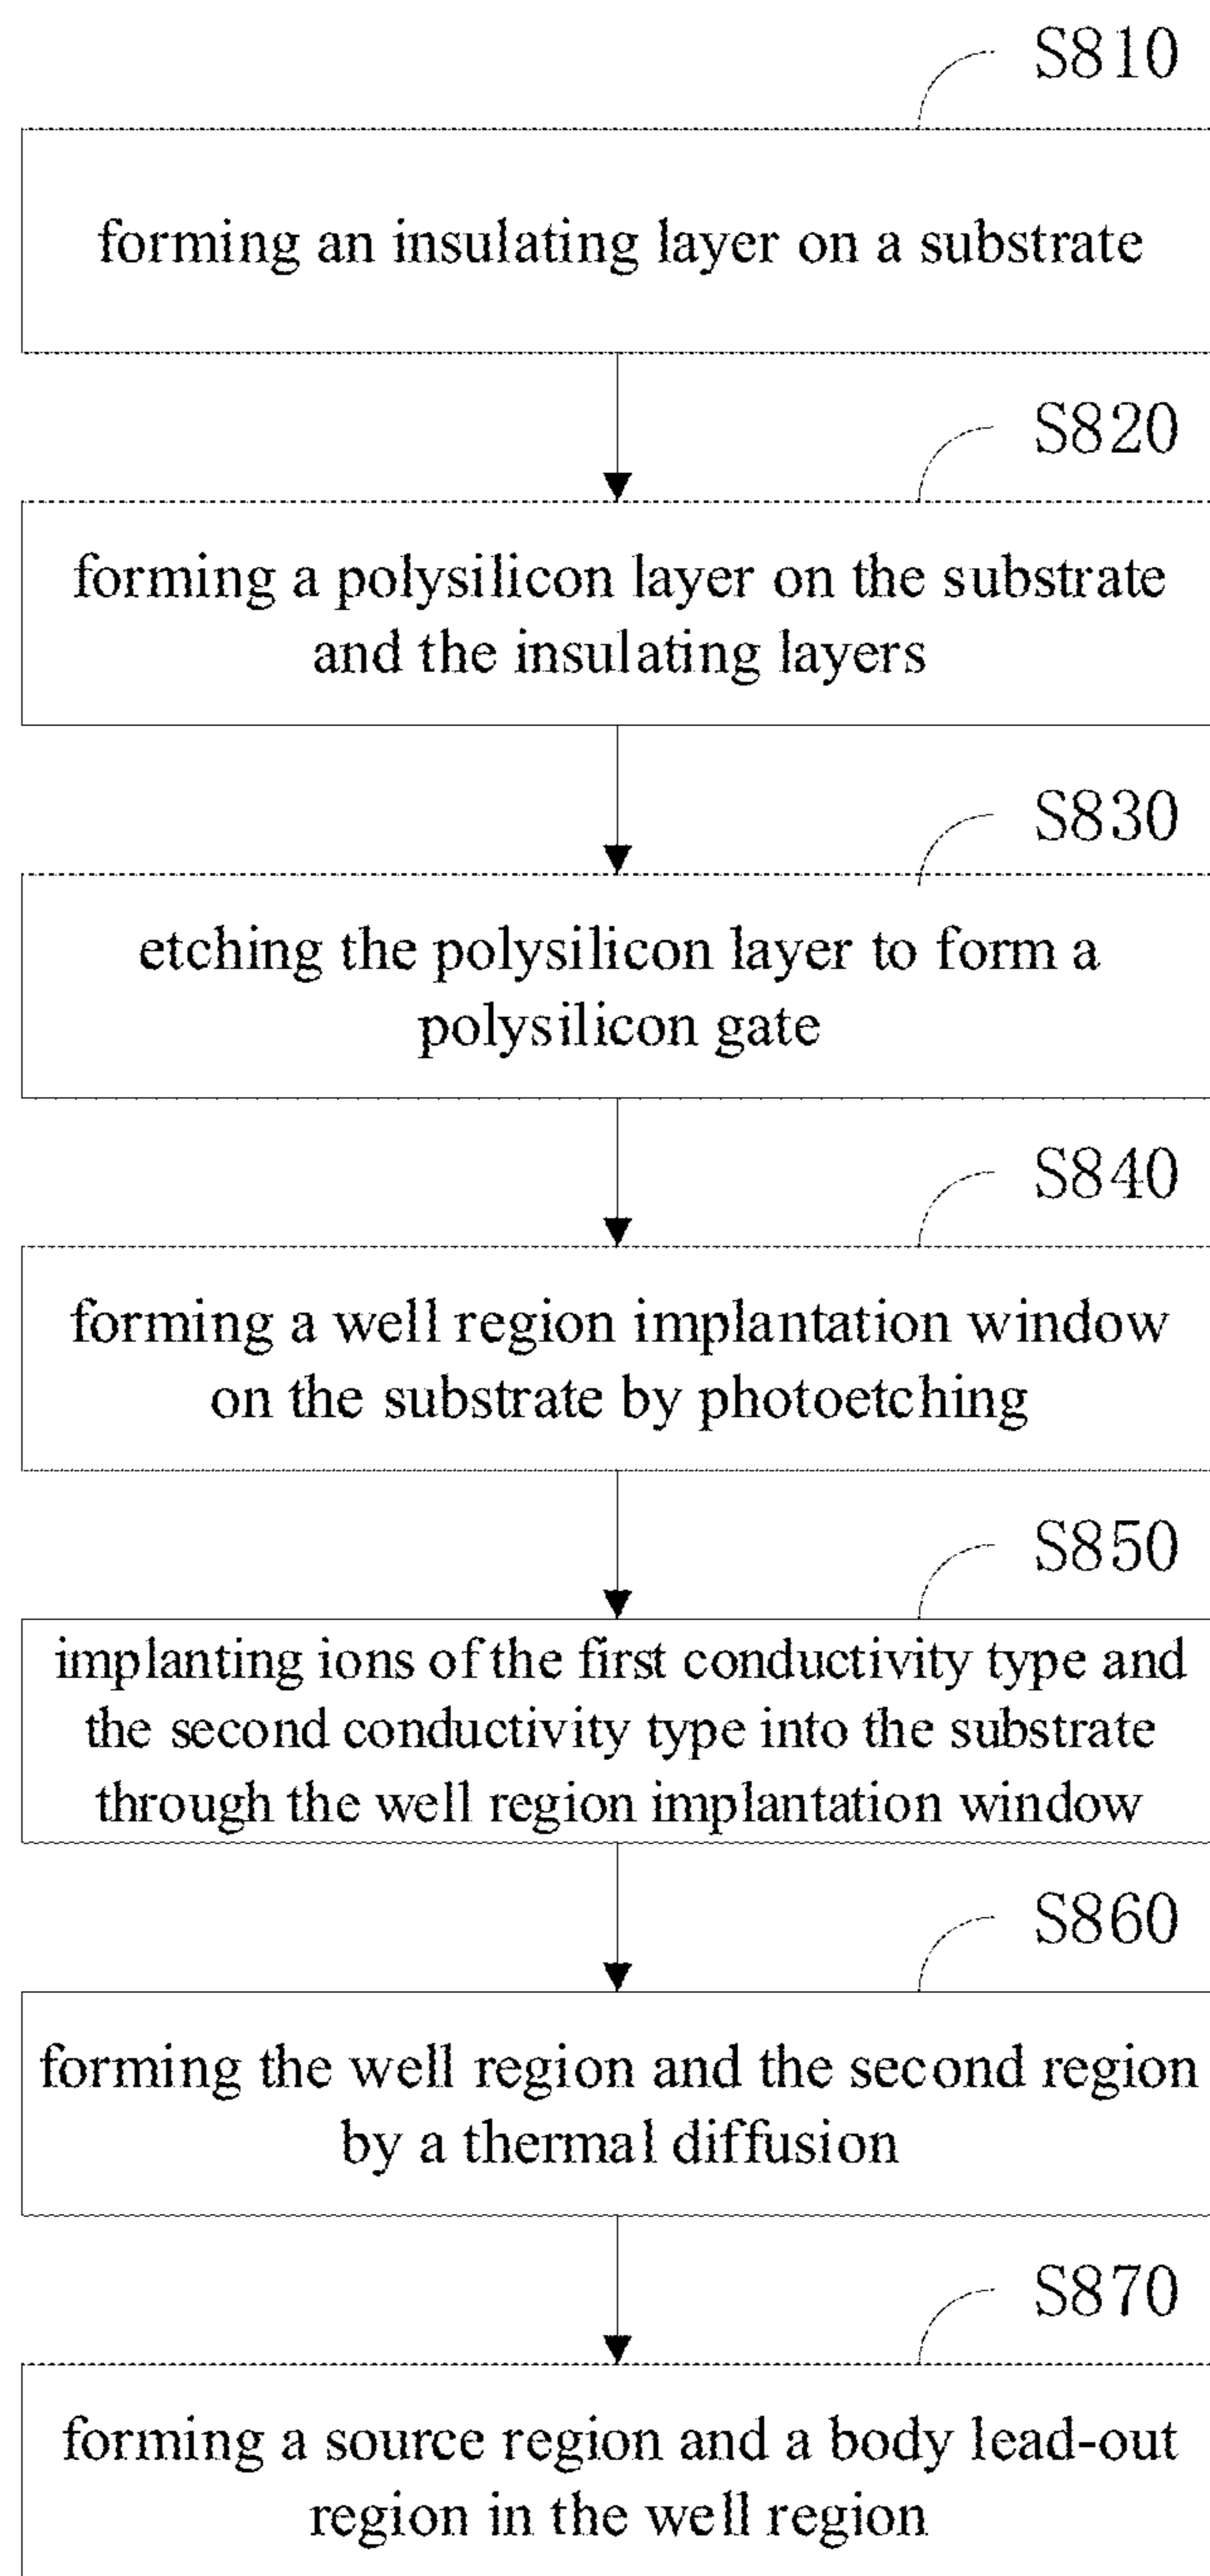 S810
forming an insulating layer on a substrate
S820
forming a polysilicon layer on the substrate
and the insulating layers
S830
etching the polysilicon layer to form a
polysilicon gate
S840
forming a well region implantation window
on the substrate by photoetching
S850
implanting ions of the first conductivity type and
the second conductivity type into the substrate
through the well region implantation window
S860
forming the well region and the second region
by a thermal diffusion
S870
forming a source region and a body lead-out
region in the well region